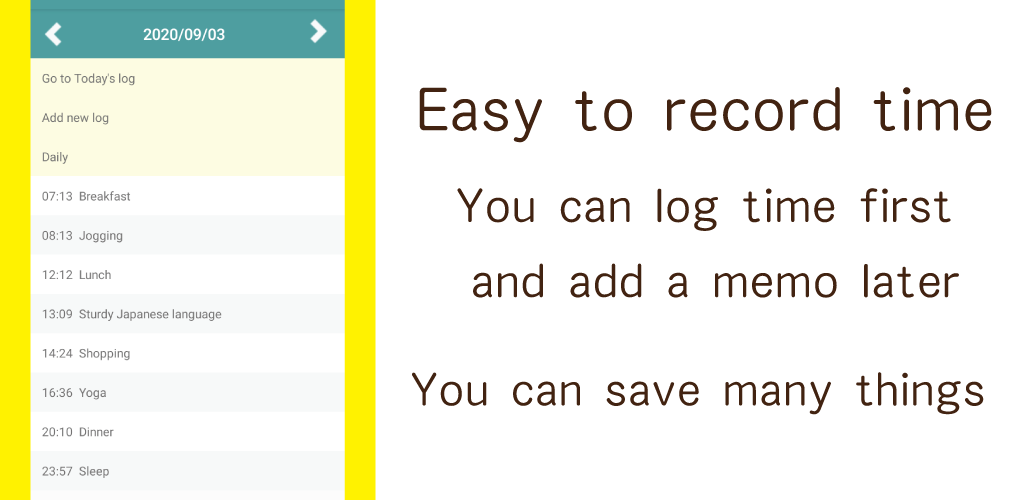 2020/09/03
Go to Today's log
Add new log
Daily
07:13 Breakfast
08:13 Jogging
12:12 Lunch
13:09 Sturdy Japanese language
14:24 Shopping
16:36 Yoga
20:10 Dinner
23:57 Sleep
Easy to record time
You can log time first
and add a memo later
You can save many things